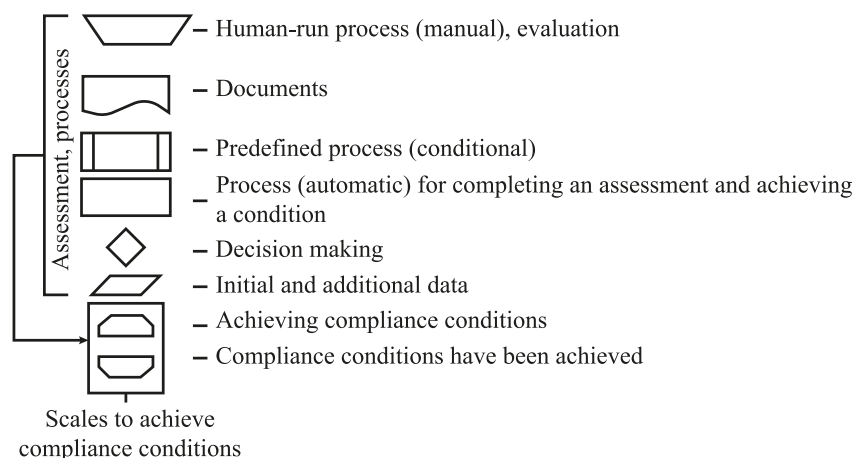 Assessment, processes
– Human-run process (manual), evaluation
– Documents
– Predefined process (conditional)
– Process (automatic) for completing an assessment and achieving
a condition
– Decision making
– Initial and additional data
– Achieving compliance conditions
– Compliance conditions have been achieved
Scales to achieve
compliance conditions